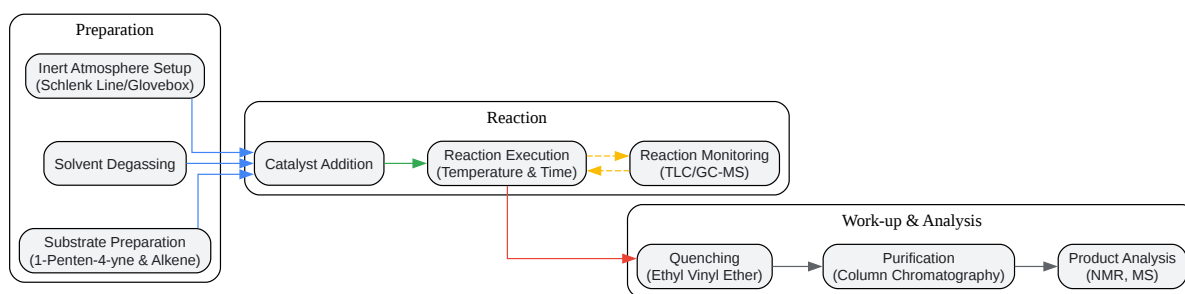 Preparation
Inert Atmosphere Setup
(Schlenk Line/Glovebox)
Solvent Degassing
Substrate Preparation
(1-Penten-4-yne & Alkene)
Reaction
Catalyst Addition
Reaction Execution
(Temperature & Time)
Reaction Monitoring
(TLC/GC-MS)
Work-up & Analysis
Quenching
(Ethyl Vinyl Ether)
Purification
(Column Chromatography)
Product Analysis
(NMR, MS)